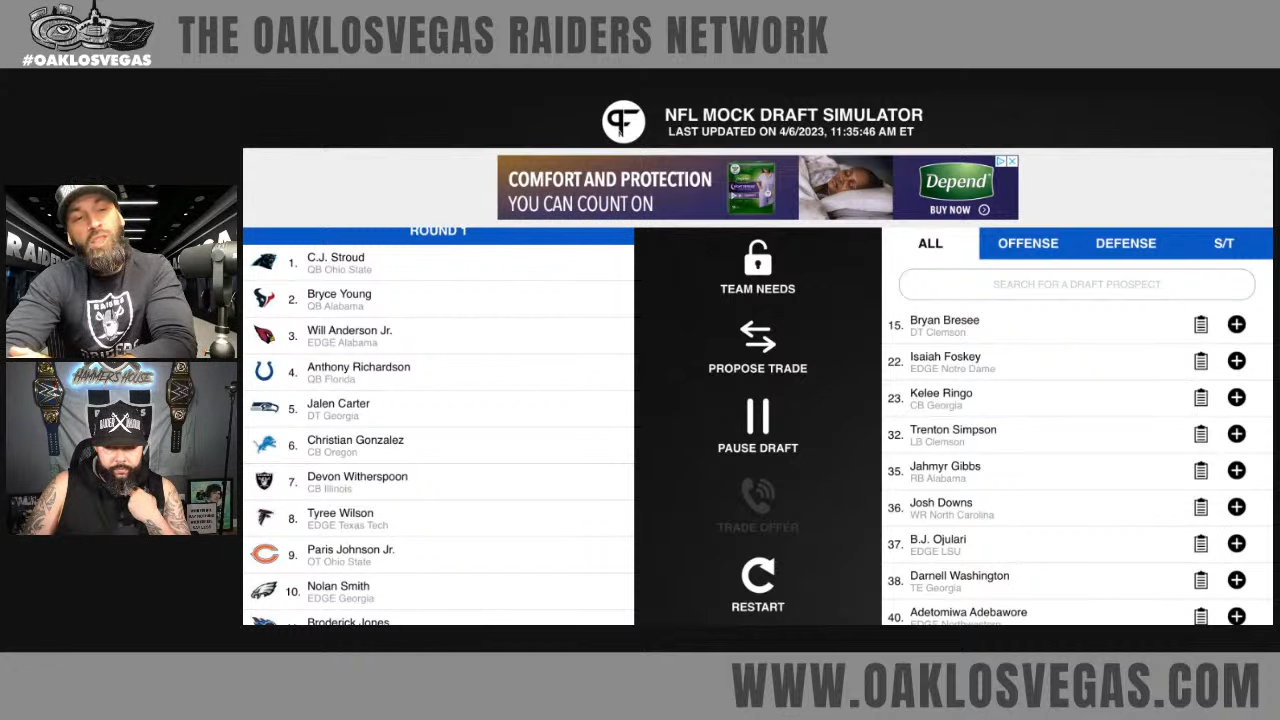 THE OAKLOSVEGAS RAIDERS NETWORK
#OAKLOSVEGAS
NFL MOCK DRAFT SIMULATOR
LAST UPDATED ON 4/6/2023, 11:35:46 AM ET
COMFORT AND PROTECTION
YOU CAN COUNT ON
Depend
BUY NOW
ROUND 1
1. C.J. Stroud
QB Ohio State
2. Bryce Young
QB Alabama
3. Will Anderson Jr.
EDGE Alabama
4. Anthony Richardson
QB Florida
5. Jalen Carter
DT Georgia
6. Christian Gonzalez
CB Oregon
7. Devon Witherspoon
CB Illinois
8. Tyree Wilson
EDGE Texas Tech
9. Paris Johnson Jr.
OT Ohio State
10. Nolan Smith
EDGE Georgia
Broderick Jones
TEAM NEEDS
PROPOSE TRADE
PAUSE DRAFT
TRADE OFFER
RESTART
ALL OFFENSE DEFENSE S/T
SEARCH FOR A DRAFT PROSPECT
15. Bryan Bresee
DT Clemson
22. Isaiah Foskey
EDGE Notre Dame
23. Kelee Ringo
CB Georgia
32. Trenton Simpson
LB Clemson
35. Jahmyr Gibbs
RB Alabama
36. Josh Downs
WR North Carolina
37. B.J. Ojulari
EDGE LSU
38. Darnell Washington
TE Georgia
40. Adetomiwa Adebawore
EDGE Northwestern
RAIDERS
HAMMERS HOUSE
WWW.OAKLOSVEGAS.COM